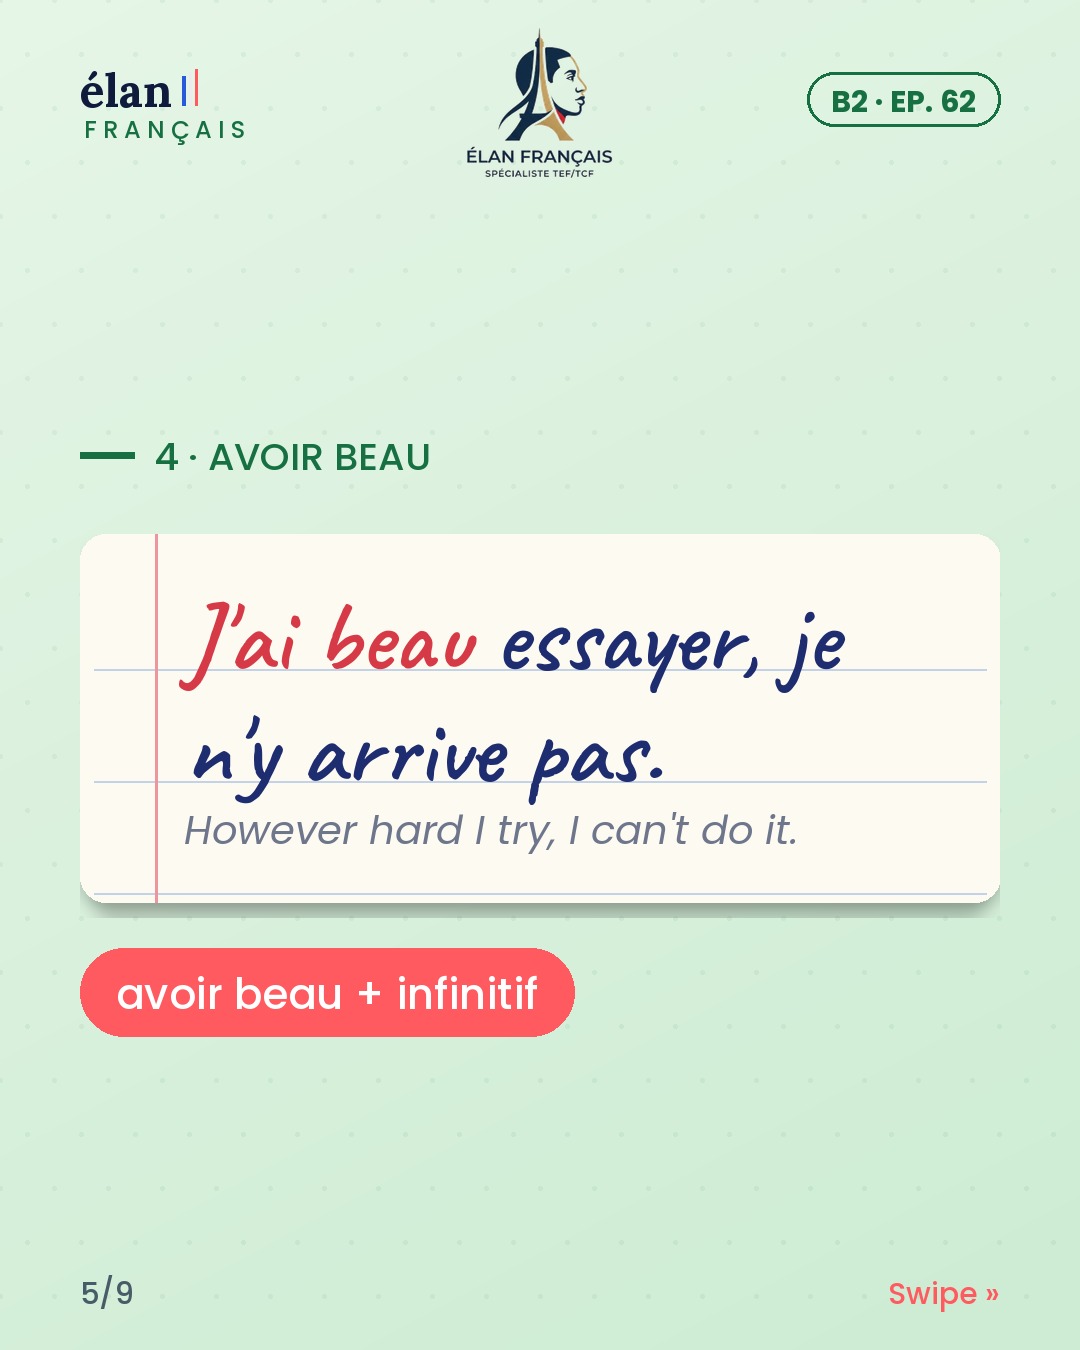 élan
FRANÇAIS
ÉLAN FRANÇAIS
SPÉCIALISTE TEF/TCF
B2 · EP. 62
4 · AVOIR BEAU
J'ai beau essayer, je
n'y arrive pas.
However hard I try, I can't do it.
avoir beau + infinitif
5/9
Swipe »